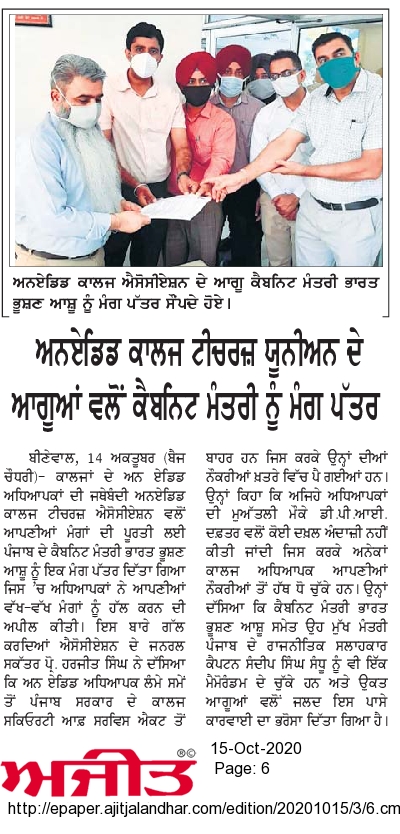 ਅਨਏਡਿਡ ਕਾਲਜ ਐਸੋਸੀਏਸ਼ਨ ਦੇ ਆਗੂ ਕੈਬਨਿਟ ਮੰਤਰੀ ਭਾਰਤ
ਭੂਸ਼ਣ ਆਸ਼ੂ ਨੂੰ ਮੰਗ ਪੱਤਰ ਸੌਂਪਦੇ ਹੋਏ।
ਅਨਏਡਿਡ ਕਾਲਜ ਟੀਚਰਜ਼ ਯੂਨੀਅਨ ਦੇ
ਆਗੂਆਂ ਵਲੋਂ ਕੈਬਨਿਟ ਮੰਤਰੀ ਨੂੰ ਮੰਗ ਪੱਤਰ
ਬੀਣੇਵਾਲ, 14 ਅਕਤੂਬਰ (ਬੈਜ
ਚੌਧਰੀ)- ਕਾਲਜਾਂ ਦੇ ਅਨ ਏਡਿਡ
ਅਧਿਆਪਕਾਂ ਦੀ ਜਥੇਬੰਦੀ ਅਨਏਡਿਡ
ਕਾਲਜ ਟੀਚਰਜ਼ ਐਸੋਸੀਏਸ਼ਨ ਵਲੋਂ
ਆਪਣੀਆਂ ਮੰਗਾਂ ਦੀ ਪੂਰਤੀ ਲਈ
ਪੰਜਾਬ ਦੇ ਕੈਬਨਿਟ ਮੰਤਰੀ ਭਾਰਤ ਭੂਸ਼ਣ
ਆਸ਼ੂ ਨੂੰ ਇਕ ਮੰਗ ਪੱਤਰ ਦਿੱਤਾ ਗਿਆ
ਜਿਸ 'ਚ ਅਧਿਆਪਕਾਂ ਨੇ ਆਪਣੀਆਂ
ਵੱਖ-ਵੱਖ ਮੰਗਾਂ ਨੂੰ ਹੱਲ ਕਰਨ ਦੀ
ਅਪੀਲ ਕੀਤੀ। ਇਸ ਬਾਰੇ ਗੱਲ
ਕਰਦਿਆਂ ਐਸੋਸੀਏਸ਼ਨ ਦੇ ਜਨਰਲ
ਸਕੱਤਰ ਪ੍ਰੋ. ਹਰਜੀਤ ਸਿੰਘ ਨੇ ਦੱਸਿਆ
ਕਿ ਅਨ ਏਡਿਡ ਅਧਿਆਪਕ ਲੰਮੇ ਸਮੇਂ
ਤੋਂ ਪੰਜਾਬ ਸਰਕਾਰ ਦੇ ਕਾਲਜ
ਸਕਿਓਰਟੀ ਆਫ਼ ਸਰਵਿਸ ਐਕਟ ਤੋਂ
ਬਾਹਰ ਹਨ ਜਿਸ ਕਰਕੇ ਉਨ੍ਹਾਂ ਦੀਆਂ
ਨੌਕਰੀਆਂ ਖ਼ਤਰੇ ਵਿੱਚ ਪੈ ਗਈਆਂ ਹਨ।
ਉਨ੍ਹਾਂ ਕਿਹਾ ਕਿ ਅਜਿਹੇ ਅਧਿਆਪਕਾਂ
ਦੀ ਮੁਅੱਤਲੀ ਮੌਕੇ ਡੀ.ਪੀ.ਆਈ.
ਦਫ਼ਤਰ ਵਲੋਂ ਕੋਈ ਦਖ਼ਲ ਅੰਦਾਜ਼ੀ ਨਹੀਂ
ਕੀਤੀ ਜਾਂਦੀ ਜਿਸ ਕਰਕੇ ਅਨੇਕਾਂ
ਕਾਲਜ ਅਧਿਆਪਕ ਆਪਣੀਆਂ
ਨੌਕਰੀਆਂ ਤੋਂ ਹੱਥ ਧੋ ਚੁੱਕੇ ਹਨ। ਉਨ੍ਹਾਂ
ਦੱਸਿਆ ਕਿ ਕੈਬਨਿਟ ਮੰਤਰੀ ਭਾਰਤ
ਭੂਸ਼ਣ ਆਸ਼ੂ ਸਮੇਤ ਉਹ ਮੁੱਖ ਮੰਤਰੀ
ਪੰਜਾਬ ਦੇ ਰਾਜਨੀਤਿਕ ਸਲਾਹਕਾਰ
ਕੈਪਟਨ ਸੰਦੀਪ ਸਿੰਘ ਸੰਧੂ ਨੂੰ ਵੀ ਇੱਕ
ਮੈਮੋਰੰਡਮ ਦੇ ਚੁੱਕੇ ਹਨ ਅਤੇ ਉਕਤ
ਆਗੂਆਂ ਵਲੋਂ ਜਲਦ ਇਸ ਪਾਸੇ
ਕਾਰਵਾਈ ਦਾ ਭਰੋਸਾ ਦਿੱਤਾ ਗਿਆ ਹੈ।
ਅਜੀਤ ®©
15-Oct-2020
Page: 6
http://epaper.ajitjalandhar.com/edition/20201015/3/6.cm